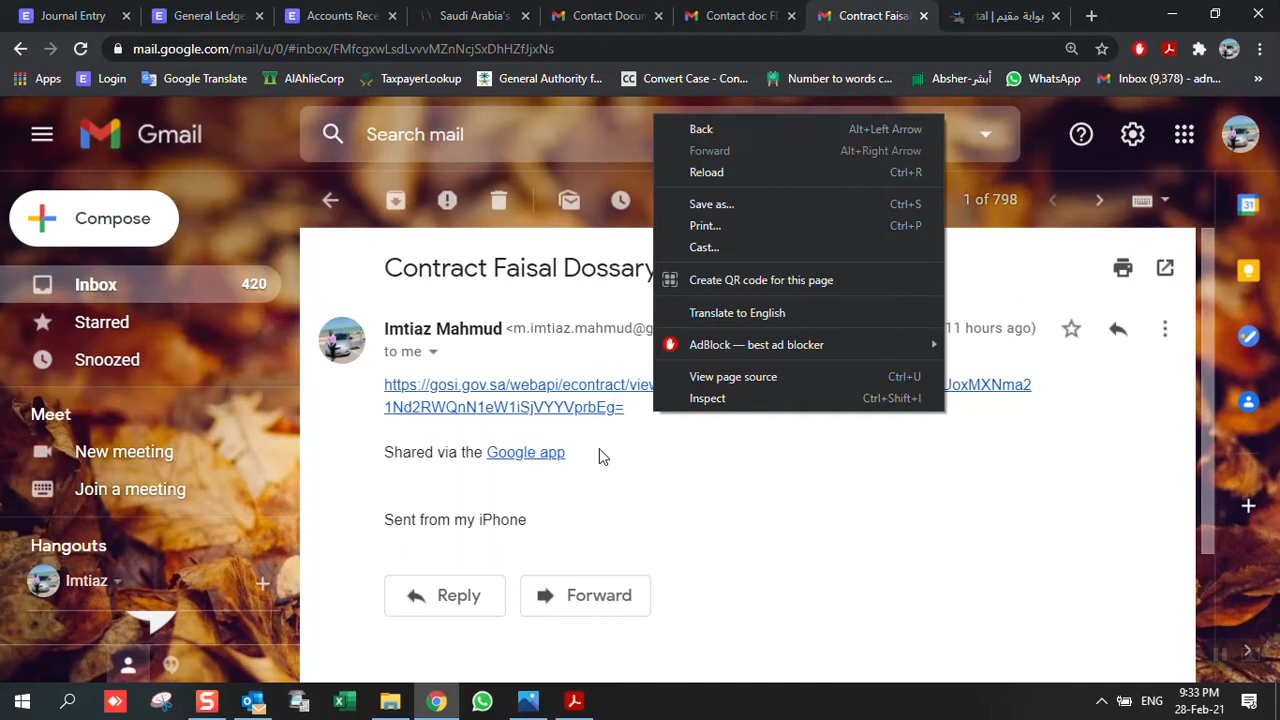 Journal Entry
General Ledge
Accounts Rece
Saudi Arabia's
Contact Docum
Contact doc FD
Contract Faisal
بوابة مقيم | rtal
mail.google.com/mail/u/0/#inbox/FMfcgxwLsdLvvvMZnNcjSxDhHZfJjxNs
Apps
Login
Google Translate
AlAhlieCorp
TaxpayerLookup
General Authority f...
Convert Case - Con...
Number to words c...
Absher-أبشر
WhatsApp
Inbox (9,378) - adn...
Gmail
Search mail
Compose
1 of 798
Inbox 420
Starred
Snoozed
Meet
New meeting
Join a meeting
Hangouts
Imtiaz
Contract Faisal Dossary
Imtiaz Mahmud <m.imtiaz.mahmud@g
11 hours ago)
to me
https://gosi.gov.sa/webapi/econtract/view
JoxMXNma2
1Nd2RWQnN1eW1iSjVYYVprbEg=
Shared via the Google app
Sent from my iPhone
Reply
Forward
Back Alt+Left Arrow
Forward Alt+Right Arrow
Reload Ctrl+R
Save as... Ctrl+S
Print... Ctrl+P
Cast...
Create QR code for this page
Translate to English
AdBlock — best ad blocker
View page source Ctrl+U
Inspect Ctrl+Shift+I
31
ENG
9:33 PM
28-Feb-21